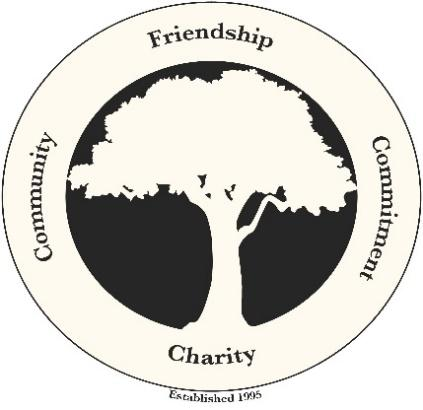 Friendship
Community
Commitment
Charity
Established 1995